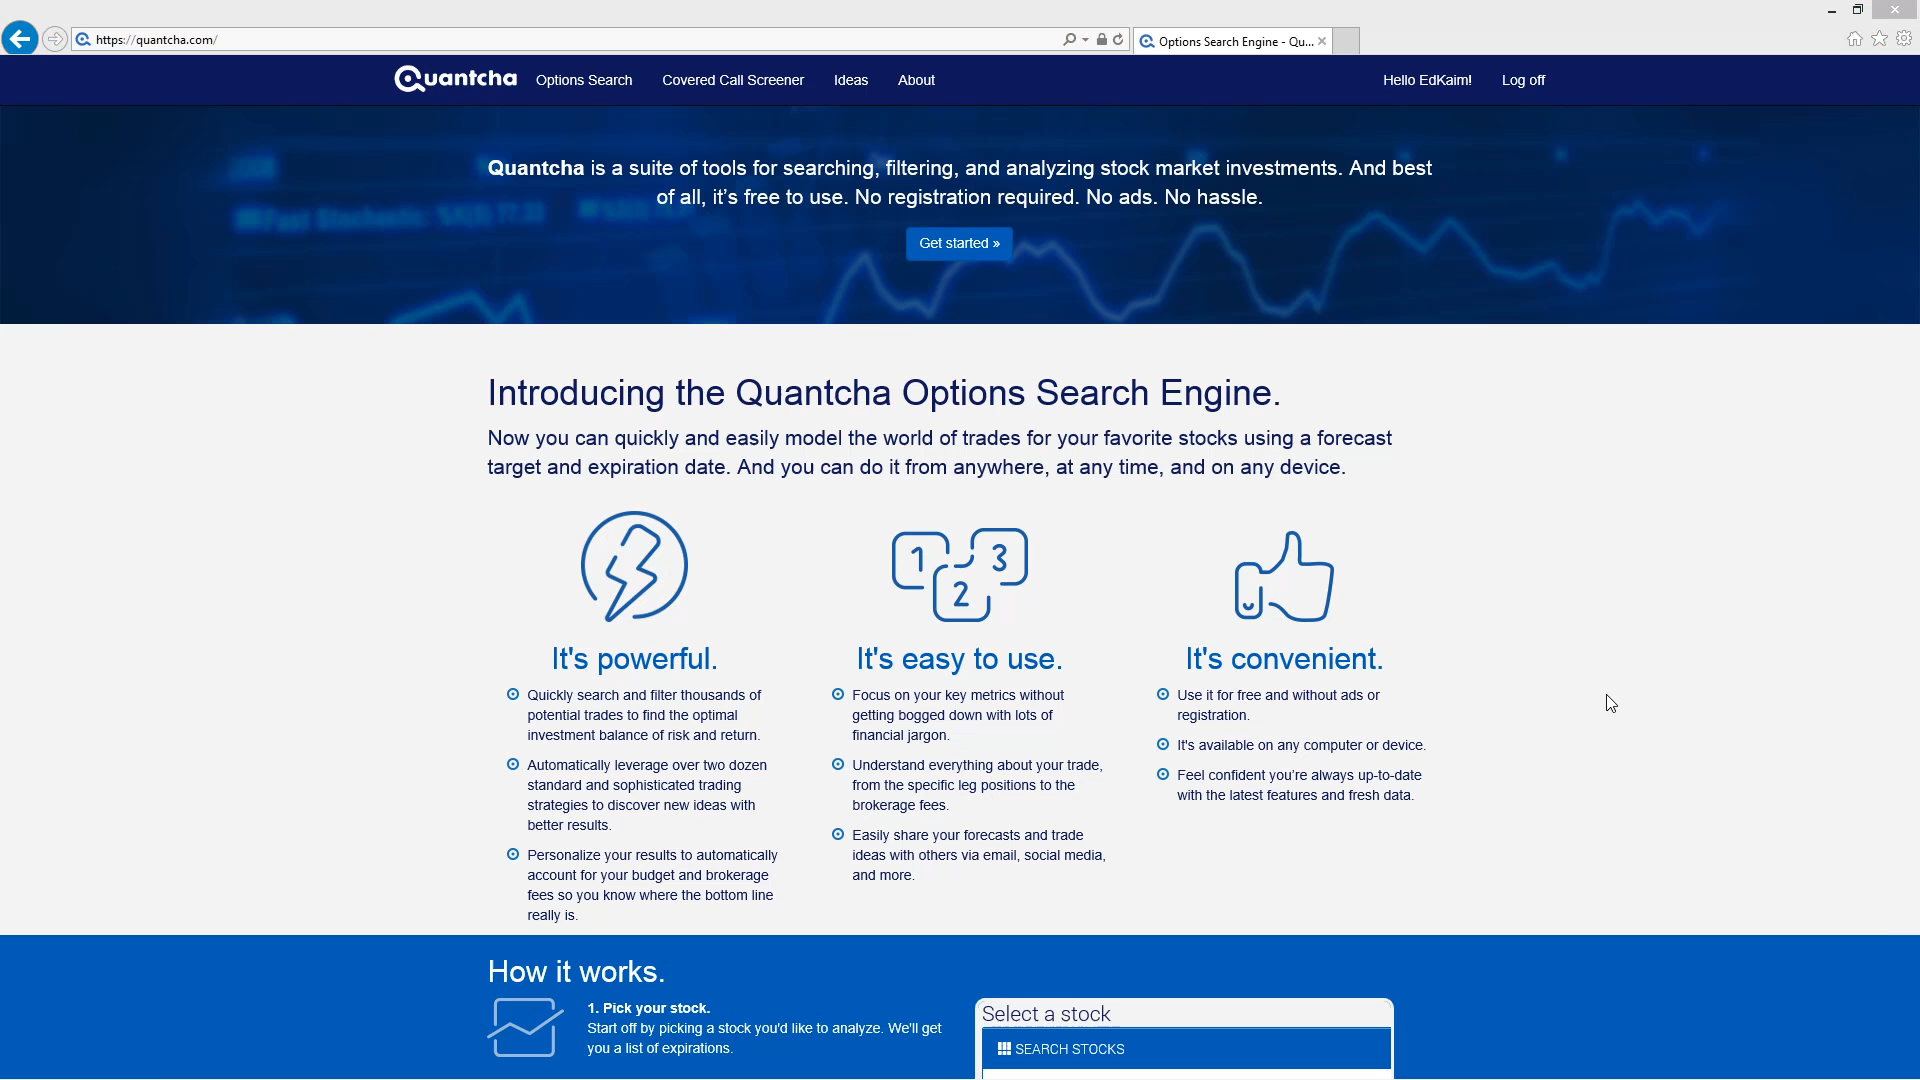 https://quantcha.com/
Options Search Engine - Qu...
Quantcha
Options Search
Covered Call Screener
Ideas
About
Hello EdKaim!
Log off
Quantcha is a suite of tools for searching, filtering, and analyzing stock market investments. And best
of all, it’s free to use. No registration required. No ads. No hassle.
Get started »
Introducing the Quantcha Options Search Engine.
Now you can quickly and easily model the world of trades for your favorite stocks using a forecast
target and expiration date. And you can do it from anywhere, at any time, and on any device.
1
2
3
It's powerful.
Quickly search and filter thousands of
potential trades to find the optimal
investment balance of risk and return.
Automatically leverage over two dozen
standard and sophisticated trading
strategies to discover new ideas with
better results.
Personalize your results to automatically
account for your budget and brokerage
fees so you know where the bottom line
really is.
It's easy to use.
Focus on your key metrics without
getting bogged down with lots of
financial jargon.
Understand everything about your trade,
from the specific leg positions to the
brokerage fees.
Easily share your forecasts and trade
ideas with others via email, social media,
and more.
It's convenient.
Use it for free and without ads or
registration.
It's available on any computer or device.
Feel confident you’re always up-to-date
with the latest features and fresh data.
How it works.
1. Pick your stock.
Start off by picking a stock you'd like to analyze. We'll get
you a list of expirations.
Select a stock
SEARCH STOCKS